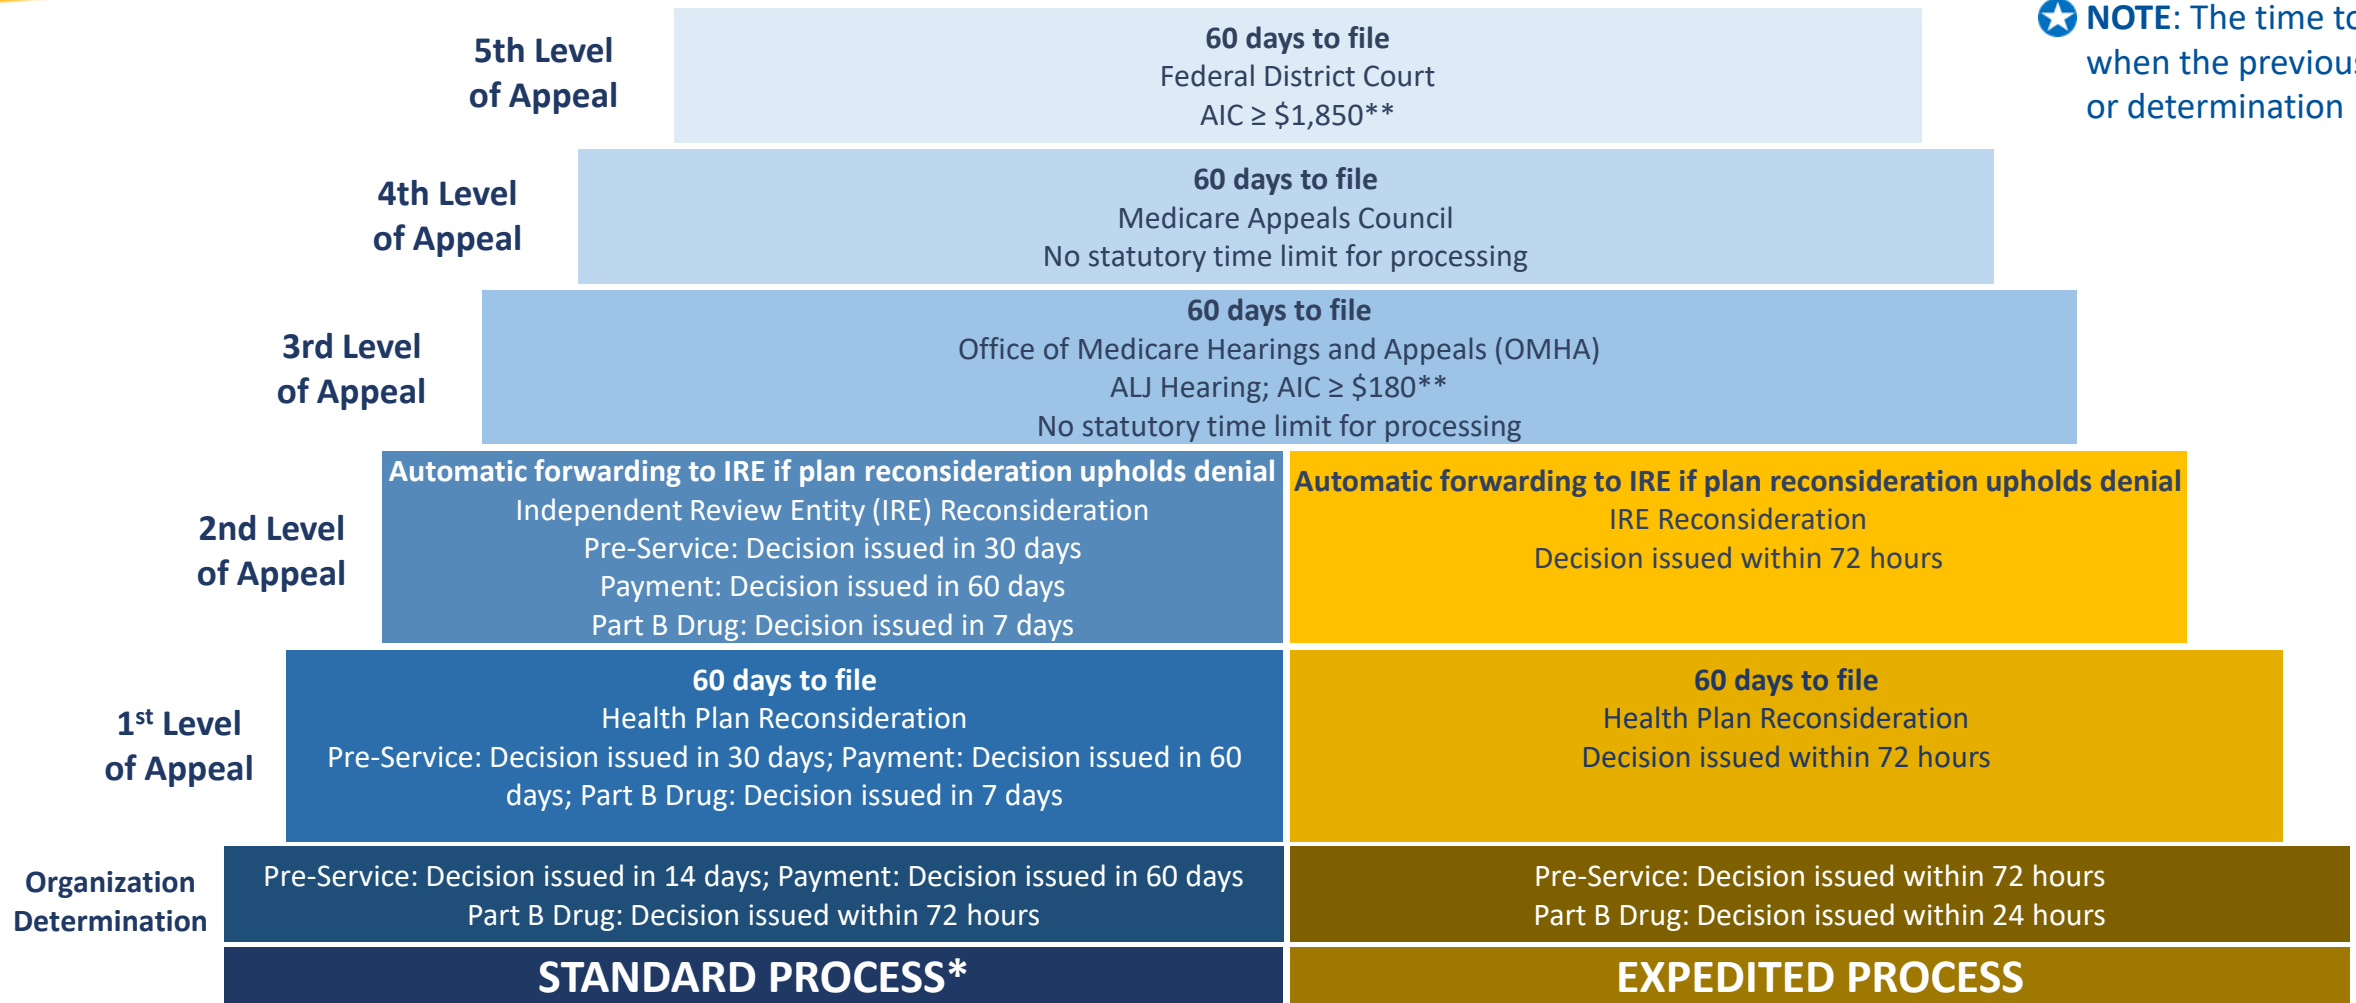 5th Level
of Appeal
60 days to file
Federal District Court
AIC ≥ $1,850**
NOTE: The time
when the
or determination
4th Level
of Appeal
60 days to file
Medicare Appeals Council
No statutory time limit for processing
3rd Level
of Appeal
60 days to file
Office of Medicare Hearings and Appeals (OMHA)
ALJ Hearing; AIC ≥ $180**
No statutory time limit for processing
2nd Level
of Appeal
Automatic forwarding to IRE if plan reconsideration upholds denial
Independent Review Entity (IRE) Reconsideration
Pre-Service: Decision issued in 30 days
Payment: Decision issued in 60 days
Part B Drug: Decision issued in 7 days
Automatic forwarding to IRE if plan reconsideration upholds denial
IRE Reconsideration
Decision issued within 72 hours
1st Level
of Appeal
60 days to file
Health Plan Reconsideration
Pre-Service: Decision issued in 30 days; Payment: Decision issued in 60
days; Part B Drug: Decision issued in 7 days
60 days to file
Health Plan Reconsideration
Decision issued within 72 hours
Organization
Determination
Pre-Service: Decision issued in 14 days; Payment: Decision issued in 60 days
Part B Drug: Decision issued within 72 hours
Pre-Service: Decision issued within 72 hours
Part B Drug: Decision issued within 24 hours
STANDARD PROCESS*
EXPEDITED PROCESS